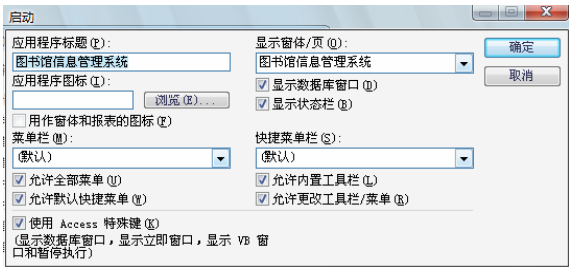 启动
应用程序标题(P):
图书馆信息管理系统
应用程序图标(I):
浏览(E)...
用作窗体和报表的图标(F)
菜单栏(M):
(默认)
允许全部菜单(U)
允许默认快捷菜单(W)
显示窗体/页(O):
图书馆信息管理系统
显示数据库窗口(D)
显示状态栏(B)
快捷菜单栏(S):
(默认)
允许内置工具栏(L)
允许更改工具栏/菜单(R)
确定
取消
使用 Access 特殊键(K)
(显示数据库窗口，显示立即窗口，显示 VB 窗
口和暂停执行)